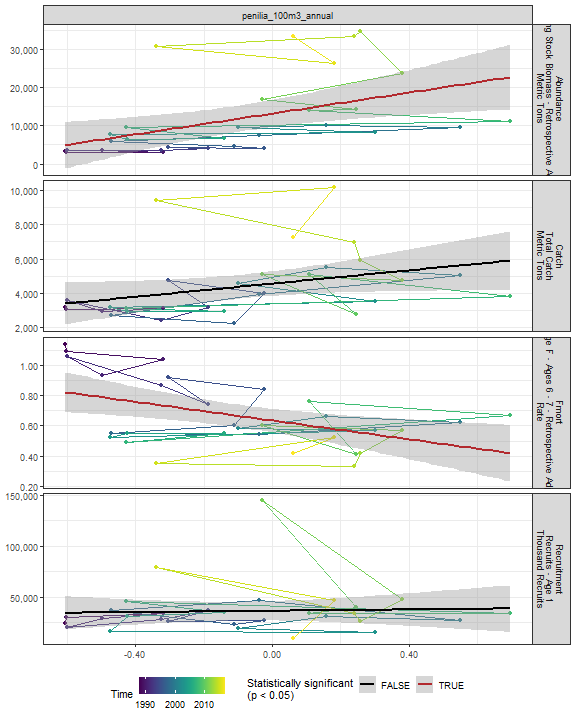 penilia_100m3_annual
30,000
20,000
10,000
0
Abundance
ng Stock Biomass - Retrospective A
Metric Tons
10,000
8,000
6,000
4,000
2,000
Catch
Total Catch
Metric Tons
1.00
0.80
0.60
0.40
0.20
Fmort
ge F - Ages 6 - 7 - Retrospective Ad
Rate
150,000
100,000
50,000
Recruitment
Recruits - Age 1
Thousand Recruits
-0.40
0.00
0.40
Time
1990
2000
2010
Statistically significant
(p < 0.05)
FALSE
TRUE